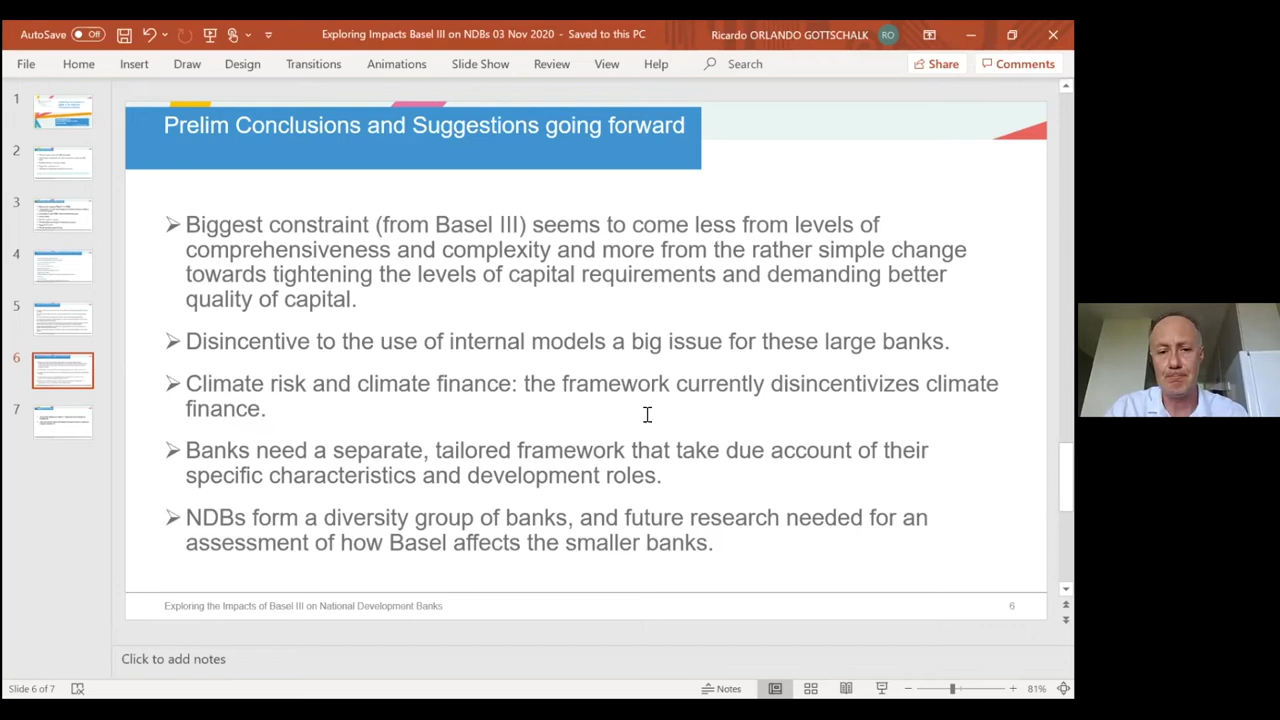 AutoSave Off
Exploring Impacts Basel III on NDBs 03 Nov 2020 - Saved to this PC
Ricardo ORLANDO GOTTSCHALK RO
File Home Insert Draw Design Transitions Animations Slide Show Review View Help Search Share Comments
1
2
3
4
5
6
7
Prelim Conclusions and Suggestions going forward
Biggest constraint (from Basel III) seems to come less from levels of
comprehensiveness and complexity and more from the rather simple change
towards tightening the levels of capital requirements and demanding better
quality of capital.
Disincentive to the use of internal models a big issue for these large banks.
Climate risk and climate finance: the framework currently disincentivizes climate
finance.
Banks need a separate, tailored framework that take due account of their
specific characteristics and development roles.
NDBs form a diversity group of banks, and future research needed for an
assessment of how Basel affects the smaller banks.
Exploring the Impacts of Basel III on National Development Banks 6
Click to add notes
Slide 6 of 7 Notes 81%